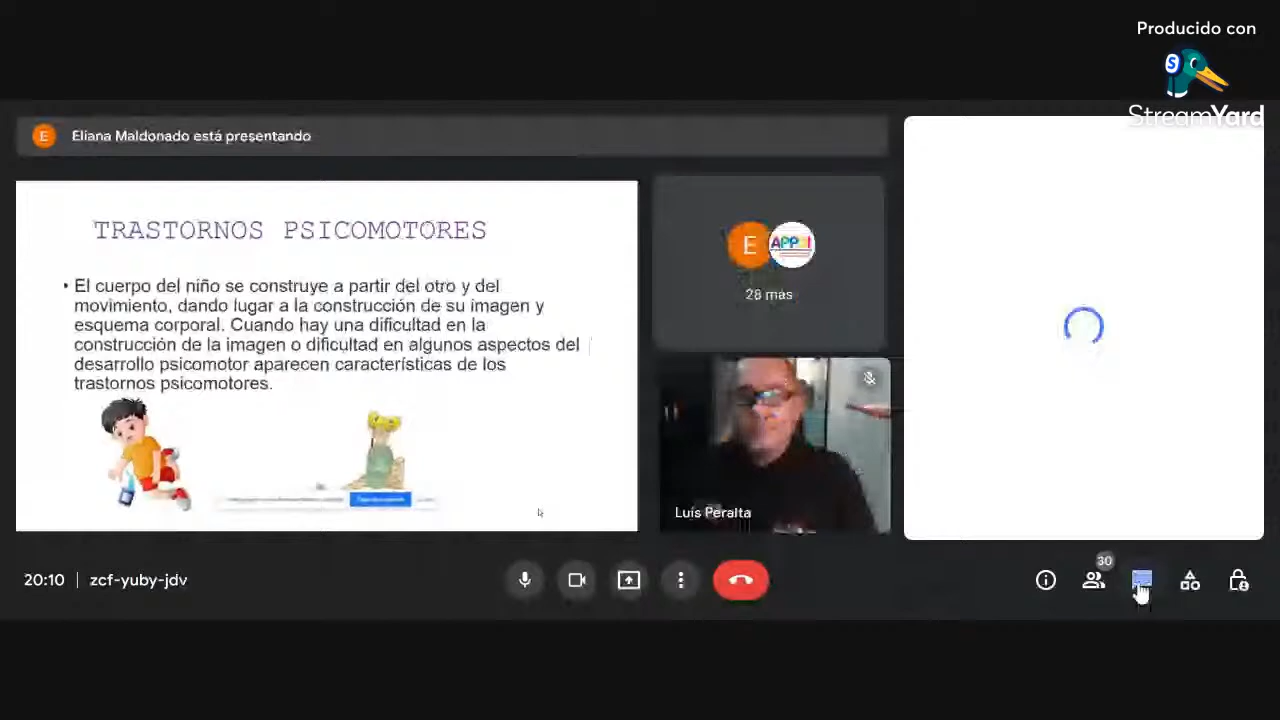 Producido con
StreamYard
E Eliana Maldonado está presentando
TRASTORNOS PSICOMOTORES
• El cuerpo del niño se construye a partir del otro y del
movimiento, dando lugar a la construcción de su imagen y
esquema corporal. Cuando hay una dificultad en la
construcción de la imagen o dificultad en algunos aspectos del
desarrollo psicomotor aparecen características de los
trastornos psicomotores.
E
28 más
Luis Peralta
20:10 | zcf-yuby-jdv
30